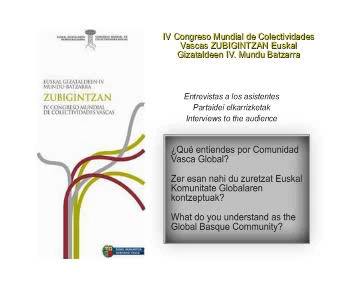 IV Congreso Mundial de Colectividades
Vascas ZUBIGINTZAN Euskal
Gizataldeen IV. Mundu Batzarra
EUSKAL GIZATALDEEN IV
MUNDU-BATZARRA
ZUBIGINTZAN
IV CONGRESO MUNDIAL
DE COLECTIVIDADES VASCAS
Entrevistas a los asistentes
Partaidei elkarrizketak
Interviews to the audience
¿Qué entiendes por Comunidad
Vasca Global?
Zer esan nahi du zuretzat Euskal
Komunitate Globalaren
kontzeptuak?
What do you understand as the
Global Basque Community?